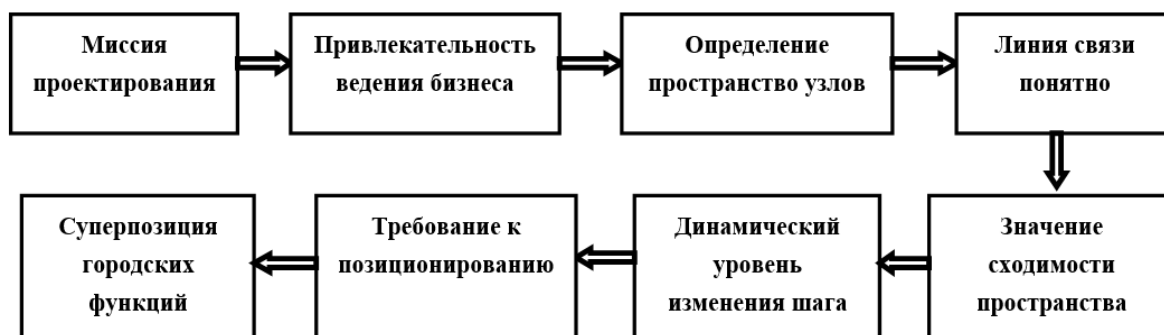 Миссия
проектирования
Привлекательность
ведения бизнеса
Определение
пространство узлов
Линия связи
понятно
Значение
сходимости
пространства
Динамический
уровень
изменения шага
Требование к
позиционированию
Суперпозиция
городских
функций